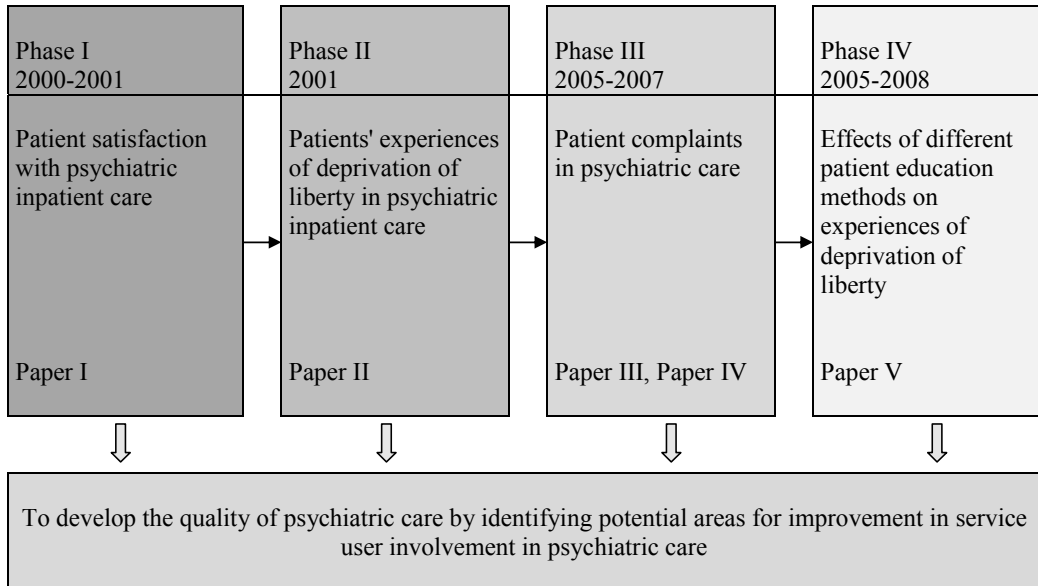 Phase I
2000-2001
Patient satisfaction
with psychiatric
inpatient care
Paper I
Phase II
2001
Patients' experiences
of deprivation of
liberty in psychiatric
inpatient care
Paper II
Phase III
2005-2007
Patient complaints
in psychiatric care
Paper III, Paper IV
Phase IV
2005-2008
Effects of different
patient education
methods on
experiences of
deprivation of
liberty
Paper V
To develop the quality of psychiatric care by identifying potential areas for improvement in service
user involvement in psychiatric care